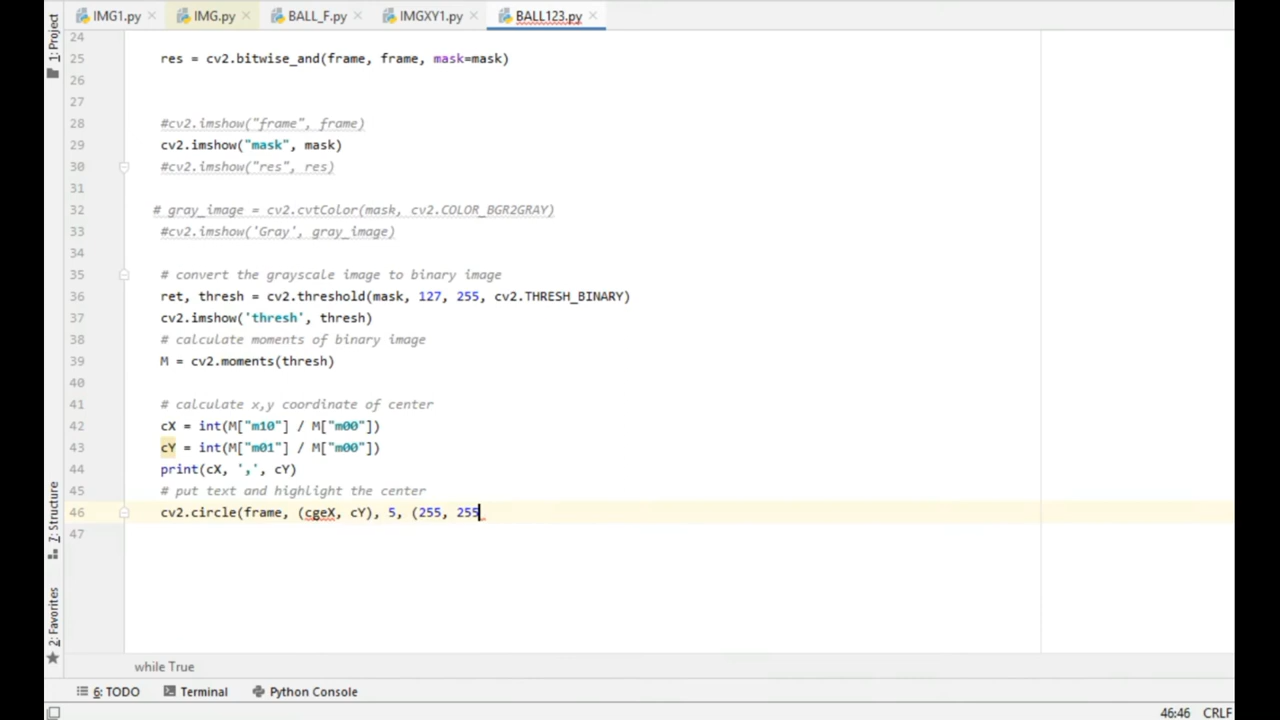 1: Project
IMG1.py IMG.py BALL_F.py IMGXY1.py BALL123.py
24
25 res = cv2.bitwise_and(frame, frame, mask=mask)
26
27
28 #cv2.imshow("frame", frame)
29 cv2.imshow("mask", mask)
30 #cv2.imshow("res", res)
31
32 # gray_image = cv2.cvtColor(mask, cv2.COLOR_BGR2GRAY)
33 #cv2.imshow('Gray', gray_image)
34
35 # convert the grayscale image to binary image
36 ret, thresh = cv2.threshold(mask, 127, 255, cv2.THRESH_BINARY)
37 cv2.imshow('thresh', thresh)
38 # calculate moments of binary image
39 M = cv2.moments(thresh)
40
41 # calculate x,y coordinate of center
42 cX = int(M["m10"] / M["m00"])
43 cY = int(M["m01"] / M["m00"])
44 print(cX, ',', cY)
45 # put text and highlight the center
46 cv2.circle(frame, (cgeX, cY), 5, (255, 255
47
7: Structure
2: Favorites
while True
6: TODO Terminal Python Console
46:46 CRLF